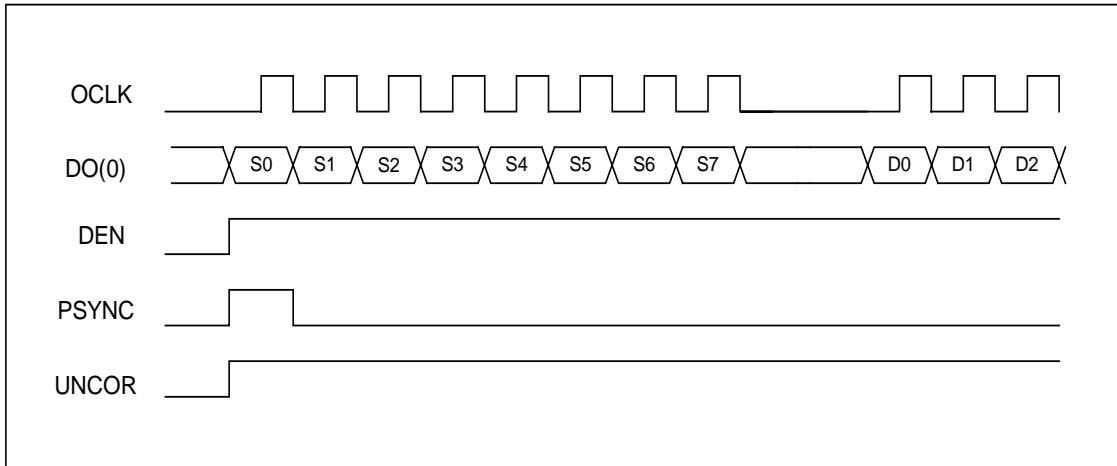 OCLK
DO(0) S0 S1 S2 S3 S4 S5 S6 S7 D0 D1 D2
DEN
PSYNC
UNCOR